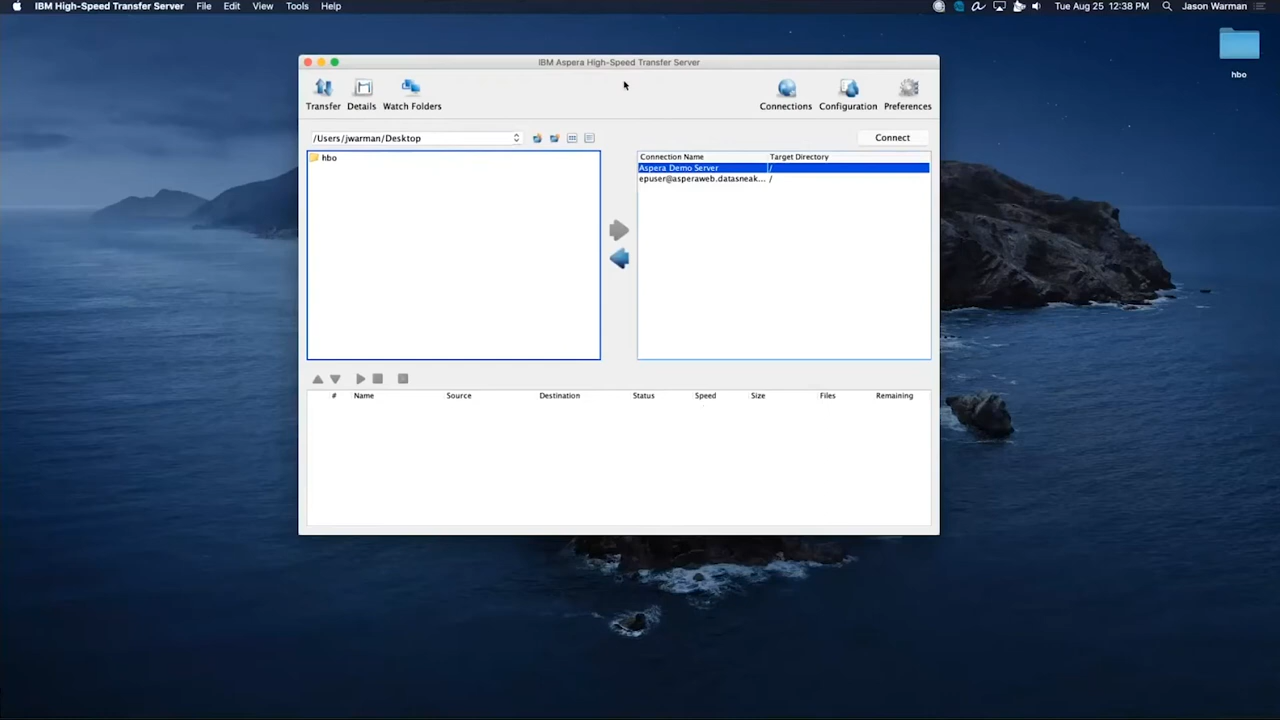 IBM High-Speed Transfer Server File Edit View Tools Help Tue Aug 25 12:38 PM Jason Warman
hbo
IBM Aspera High-Speed Transfer Server
Transfer Details Watch Folders Connections Configuration Preferences
/Users/jwarman/Desktop Connect
hbo
Connection Name Target Directory
Aspera Demo Server /
epuser@asperaweb.datasneak... /
# Name Source Destination Status Speed Size Files Remaining